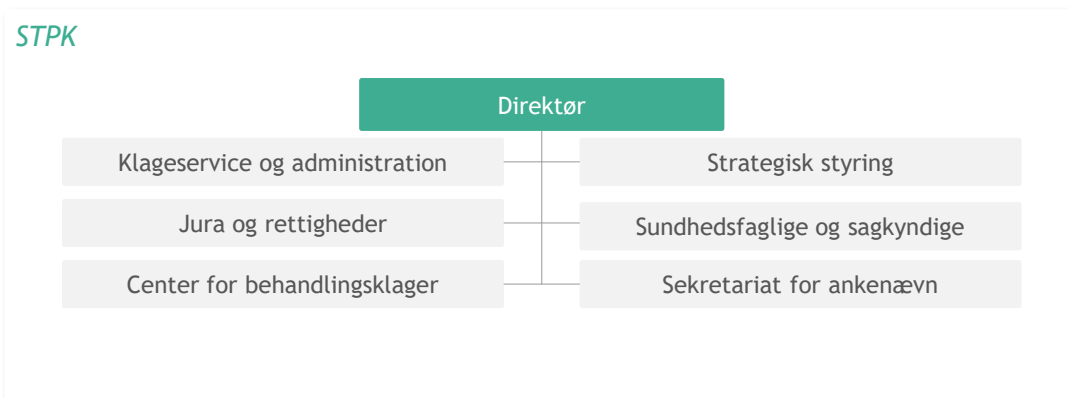 STPK
Direktør
Klageservice og administration
Strategisk styring
Jura og rettigheder
Sundhedsfaglige og sagkyndige
Center for behandlingsklager
Sekretariat for ankenævn